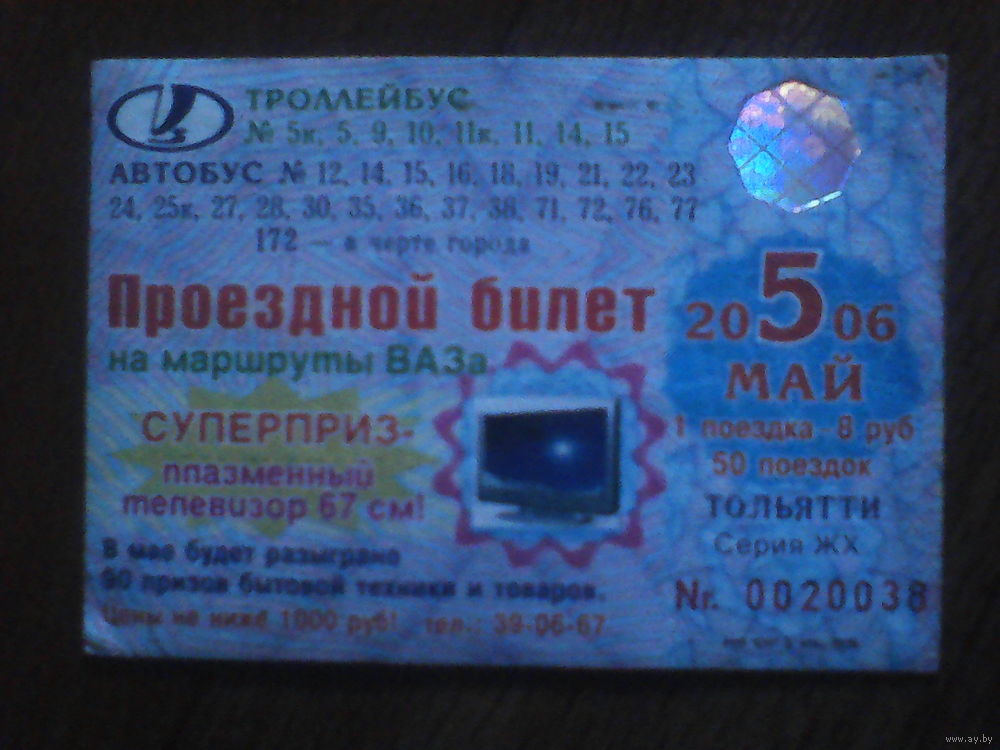 ТРОЛЛЕЙБУС
№ 5к, 5, 9, 10, 11к, 11, 14, 15
АВТОБУС № 12, 14, 15, 16, 18, 19, 21, 22, 23
24, 25к, 27, 28, 30, 35, 36, 37, 38, 71, 72, 76, 77
172 – в черте города
Проездной билет
на маршруты ВАЗа
СУПЕРПРИЗ-
плазменный
телевизор 67 см!
В мае будет разыграно
90 призов бытовой техники и товаров.
Цены не ниже 1000 руб! тел.: 39-06-67
20 5 06
МАЙ
1 поездка - 8 руб
50 поездок
ТОЛЬЯТТИ
Серия ЖХ
Nr. 0020038
www.ay.by